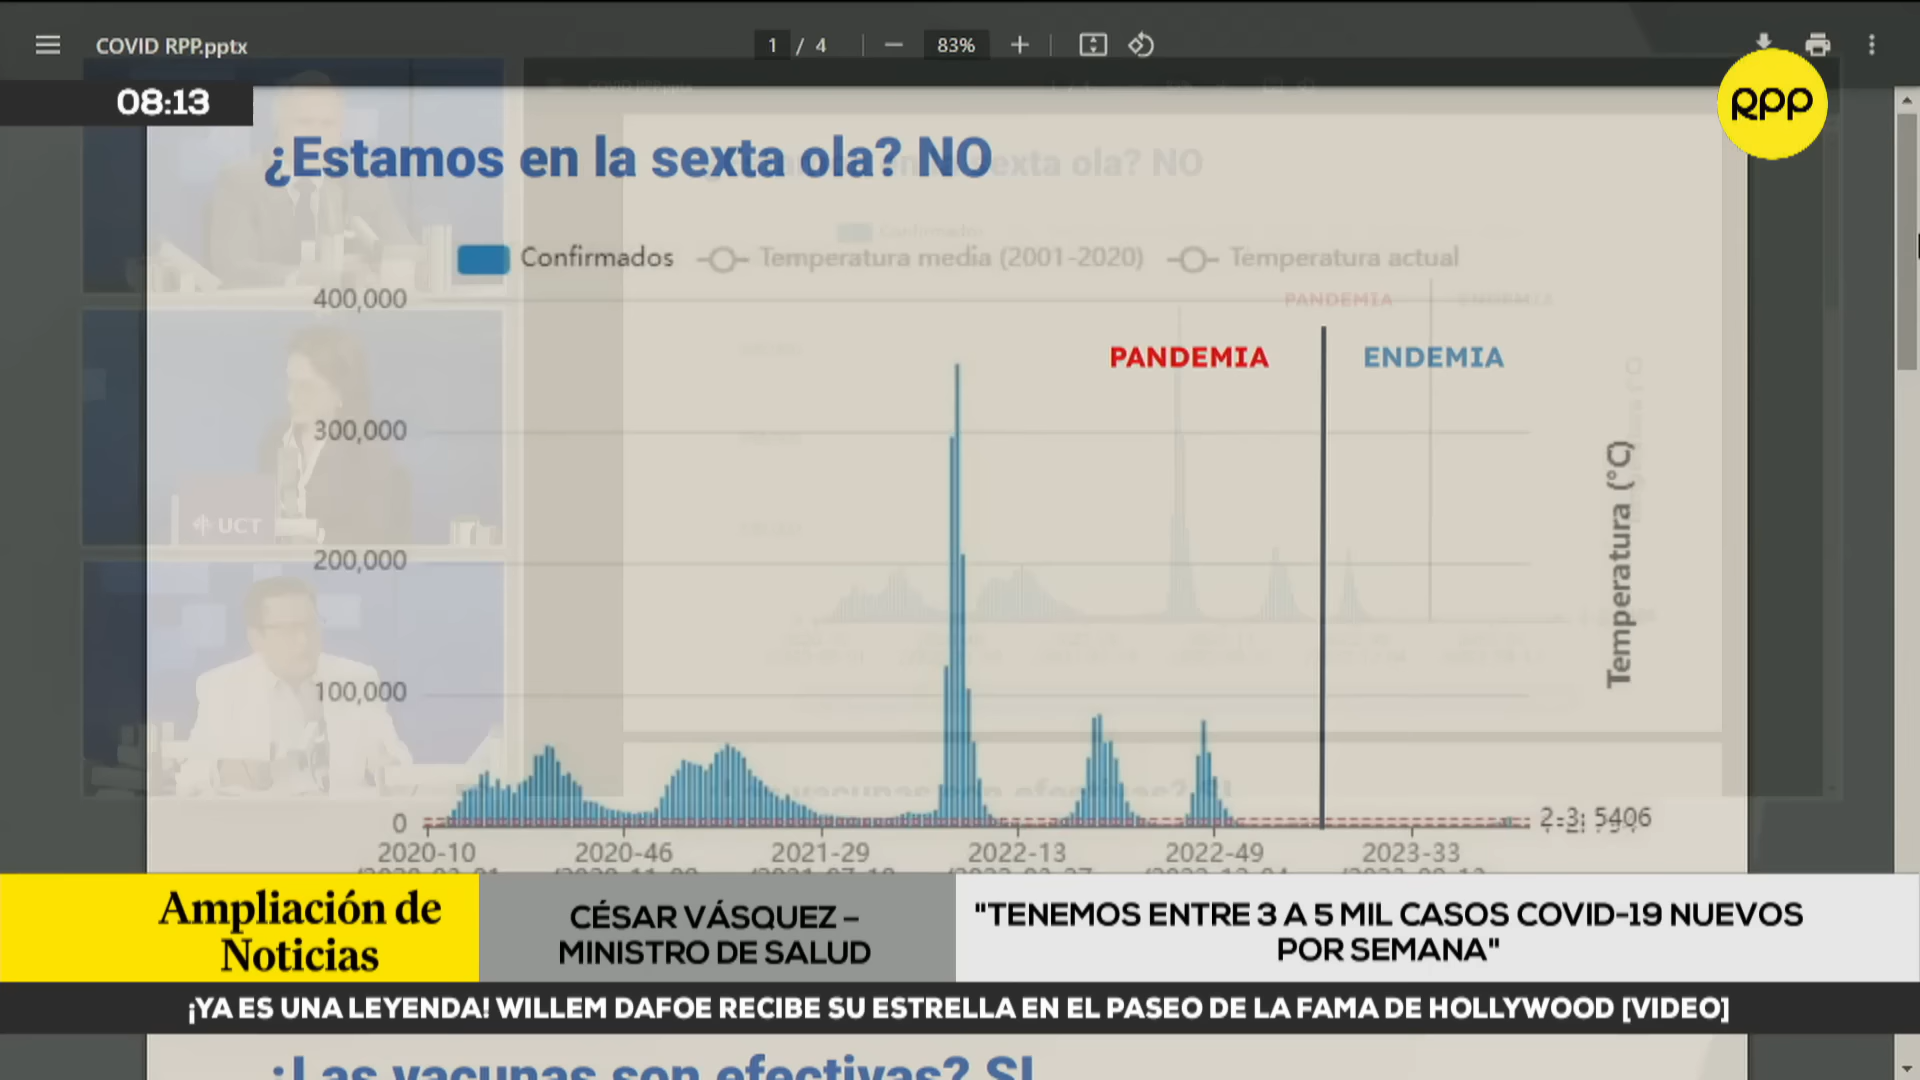 COVID RPP.pptx
1 / 4
83%
08:13
RPP
¿Estamos en la sexta ola? NO
Confirmados
Temperatura media (2001-2020)
Temperatura actual
400,000
PANDEMIA
ENDEMIA
300,000
Temperatura (°C)
UCT
200,000
100,000
0
2-3: 5406
2020-10
2020-46
2021-29
2022-13
2022-49
2023-33
Ampliación de
Noticias
CÉSAR VÁSQUEZ –
MINISTRO DE SALUD
"TENEMOS ENTRE 3 A 5 MIL CASOS COVID-19 NUEVOS
POR SEMANA"
¡YA ES UNA LEYENDA! WILLEM DAFOE RECIBE SU ESTRELLA EN EL PASEO DE LA FAMA DE HOLLYWOOD [VIDEO]
¿Las vacunas son efectivas? SI